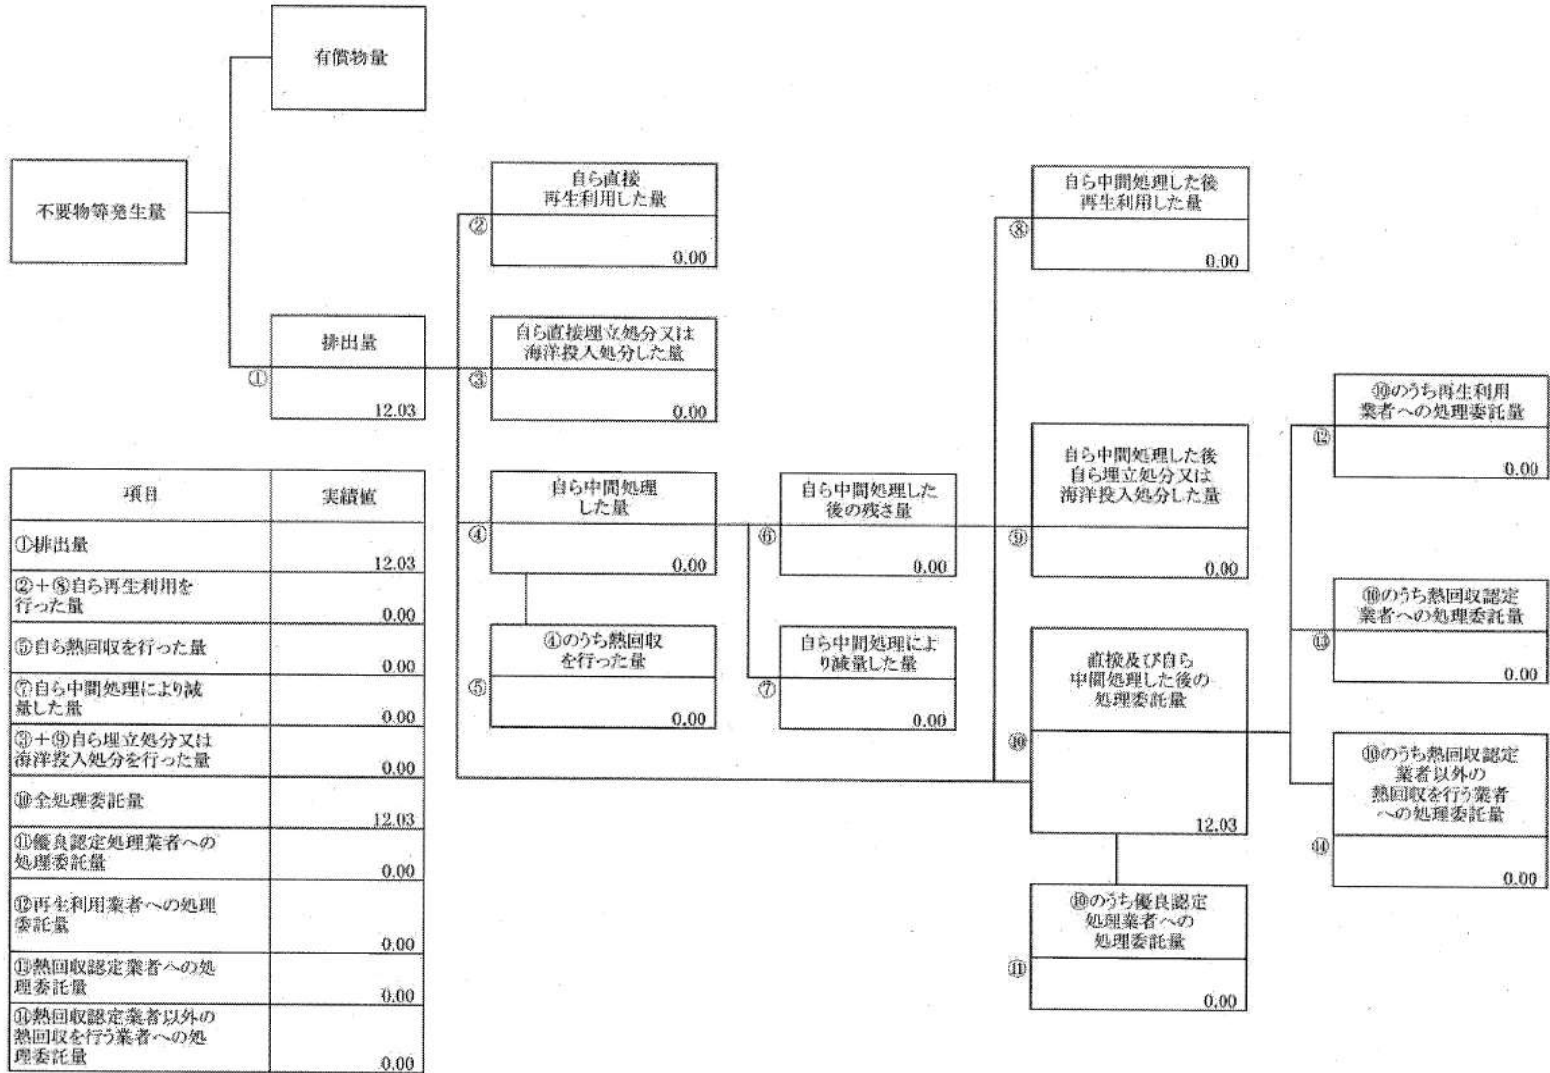 有償物量
不要物等発生量
排出量
①
12.03
自ら直接
再生利用した量
②
0.00
自ら直接埋立処分又は
海洋投入処分した量
③
0.00
自ら中間処理
した量
④
0.00
④のうち熱回収
を行った量
⑤
0.00
自ら中間処理した
後の残さ量
⑥
0.00
自ら中間処理によ
り減量した量
⑦
0.00
自ら中間処理した後
再生利用した量
⑧
0.00
自ら中間処理した後
自ら埋立処分又は
海洋投入処分した量
⑨
0.00
直接及び自ら
中間処理した後の
処理委託量
⑩
12.03
⑩のうち優良認定
処理業者への
処理委託量
⑪
0.00
⑩のうち再生利用
業者への処理委託量
⑫
0.00
⑩のうち熱回収認定
業者への処理委託量
⑬
0.00
⑩のうち熱回収認定
業者以外の
熱回収を行う業者
への処理委託量
⑭
0.00
項目 実績値
①排出量
12.03
②+⑧自ら再生利用を
行った量
0.00
⑤自ら熱回収を行った量
0.00
⑦自ら中間処理により減
量した量
0.00
③+⑨自ら埋立処分又は
海洋投入処分を行った量
0.00
⑩全処理委託量
12.03
⑪優良認定処理業者への
処理委託量
0.00
⑫再生利用業者への処理
委託量
0.00
⑬熱回収認定業者への処
理委託量
0.00
⑭熱回収認定業者以外の
熱回収を行う業者への処
理委託量
0.00